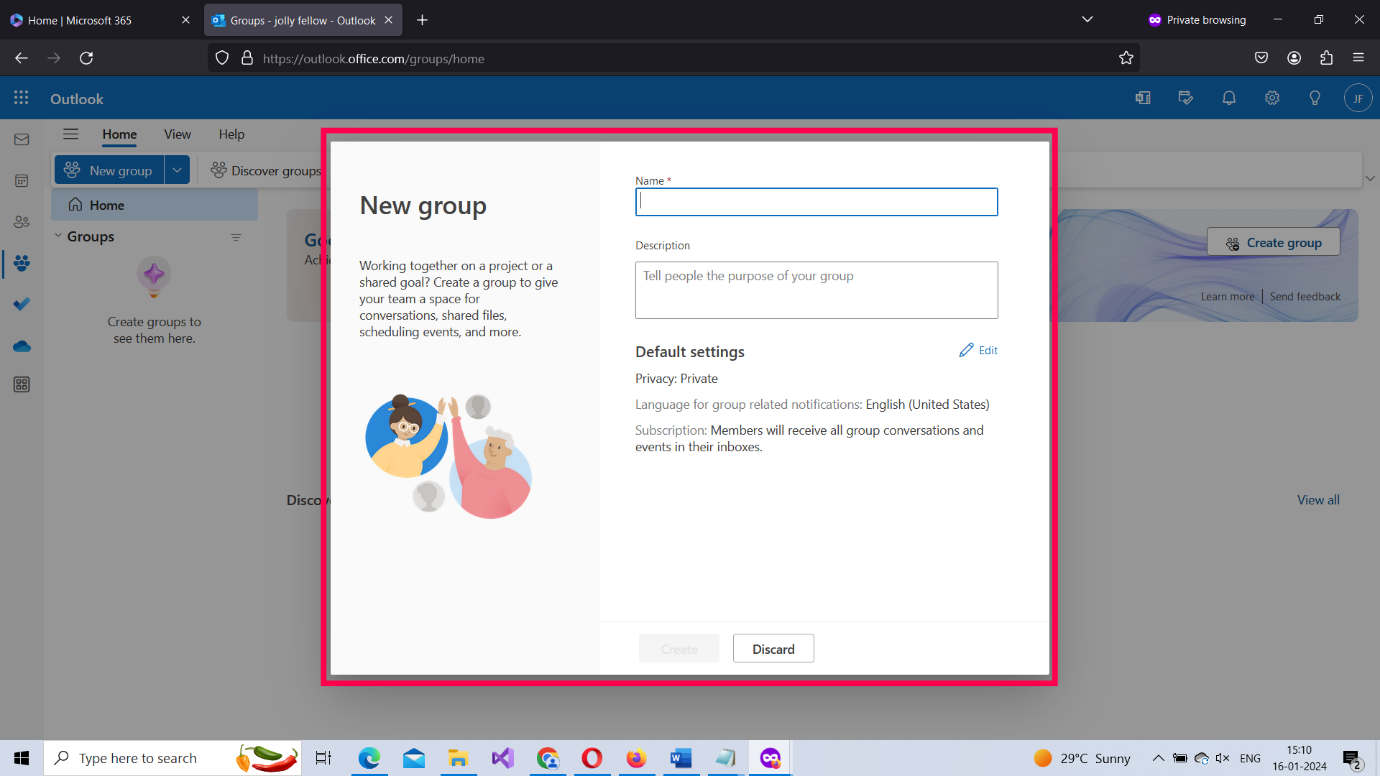 Home | Microsoft 365
Groups - jolly fellow - Outlook
Private browsing
https://outlook.office.com/groups/home
Outlook
JF
Home View Help
New group
Discover groups
Home
Groups
Create groups to
see them here.
Create group
Learn more | Send feedback
View all
New group
Working together on a project or a
shared goal? Create a group to give
your team a space for
conversations, shared files,
scheduling events, and more.
Name *
Description
Tell people the purpose of your group
Default settings
Edit
Privacy: Private
Language for group related notifications: English (United States)
Subscription: Members will receive all group conversations and
events in their inboxes.
Create
Discard
Type here to search
29°C Sunny
ENG
15:10
16-01-2024
2